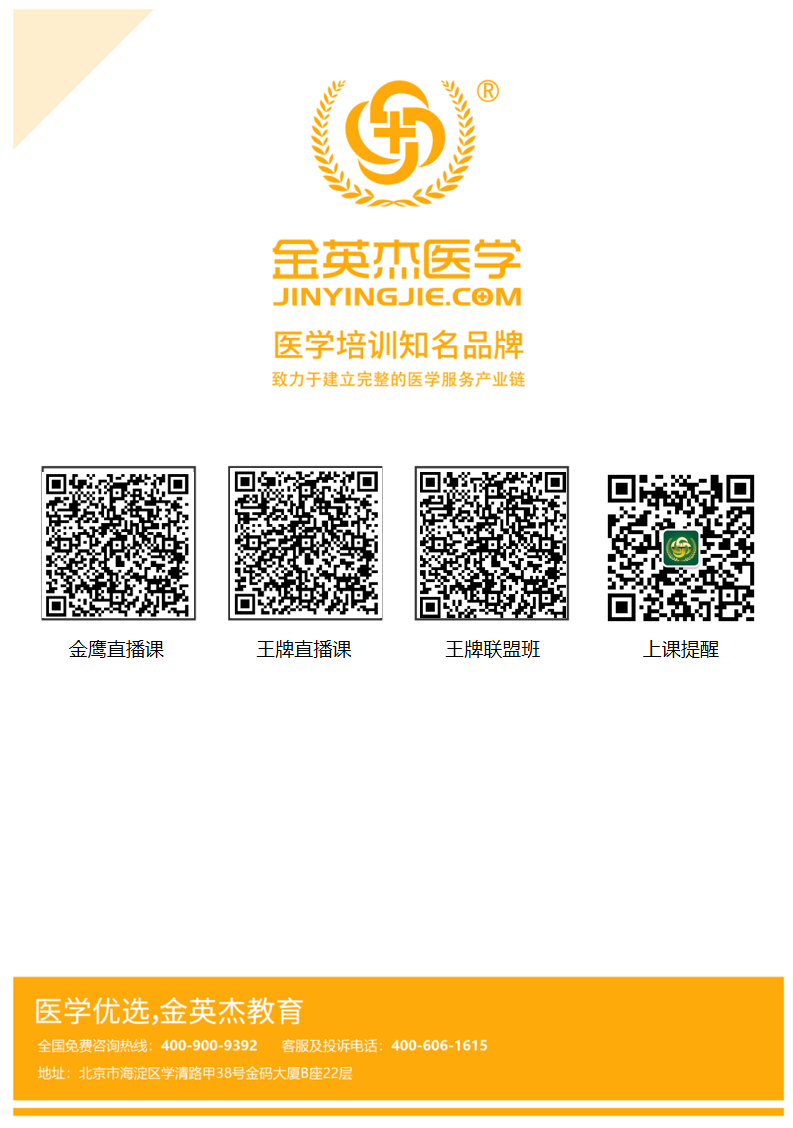 ®
金英杰医学
JINYINGJIE.COM
医学培训知名品牌
致力于建立完整的医学服务产业链
金鹰直播课
王牌直播课
王牌联盟班
上课提醒
医学优选,金英杰教育
全国免费咨询热线：400-900-9392 客服及投诉电话：400-606-1615
地址：北京市海淀区学清路甲38号金码大厦B座22层